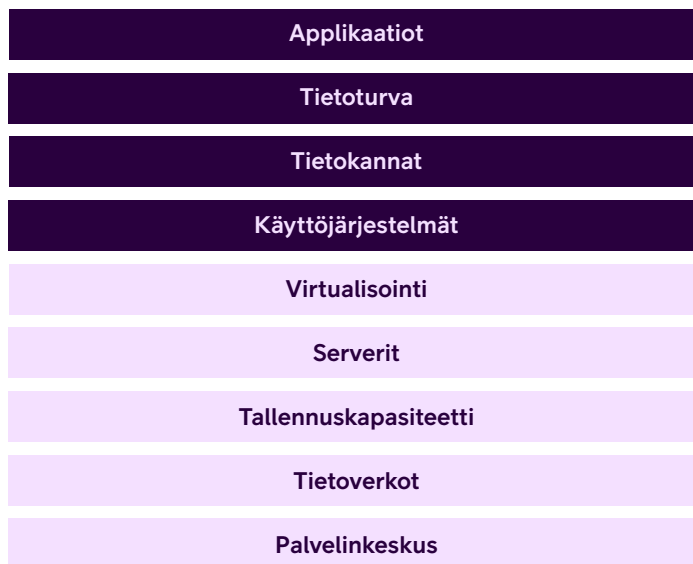 Applikaatiot
Tietoturva
Tietokannat
Käyttöjärjestelmät
Virtualisointi
Serverit
Tallennuskapasiteetti
Tietoverkot
Palvelinkeskus